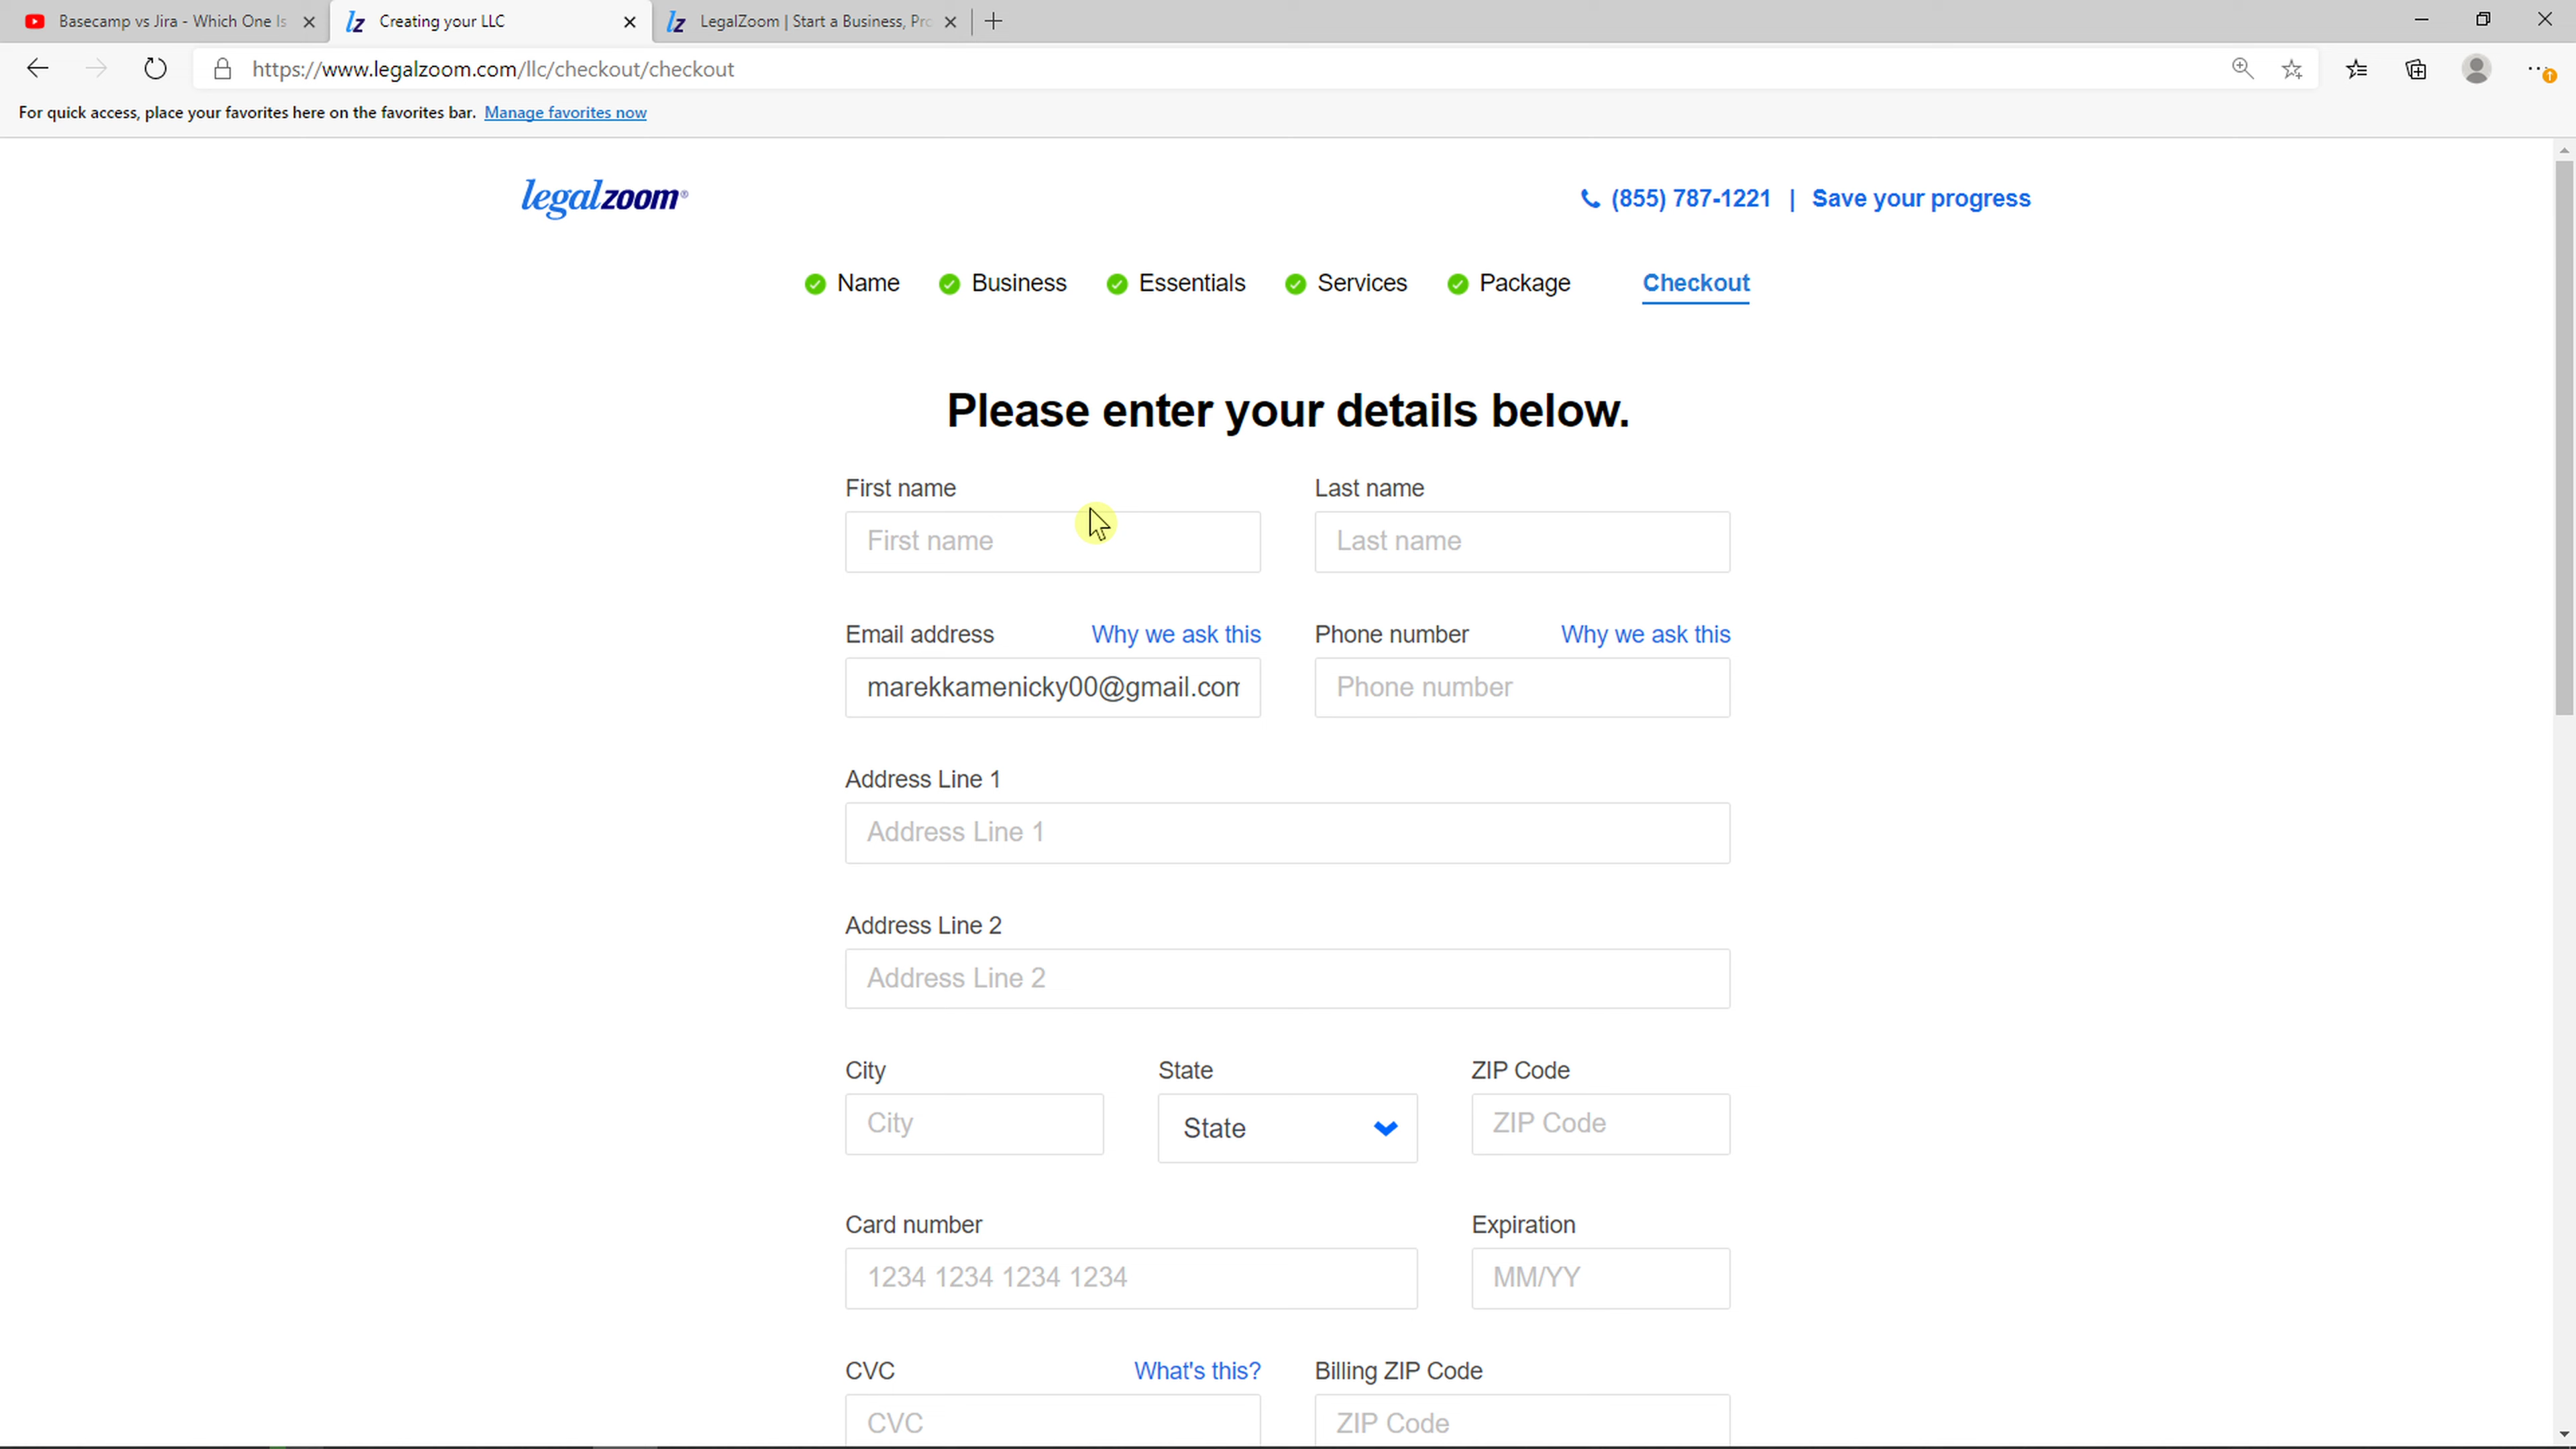 Basecamp vs Jira - Which One Is
Creating your LLC
LegalZoom | Start a Business, Pro
https://www.legalzoom.com/llc/checkout/checkout
For quick access, place your favorites here on the favorites bar. Manage favorites now
legalzoom®
(855) 787-1221 | Save your progress
Name Business Essentials Services Package Checkout
Please enter your details below.
First name Last name
First name Last name
Email address Why we ask this Phone number Why we ask this
marekkamenicky00@gmail.com Phone number
Address Line 1
Address Line 1
Address Line 2
Address Line 2
City State ZIP Code
City State ZIP Code
Card number Expiration
1234 1234 1234 1234 MM/YY
CVC What's this? Billing ZIP Code
CVC ZIP Code